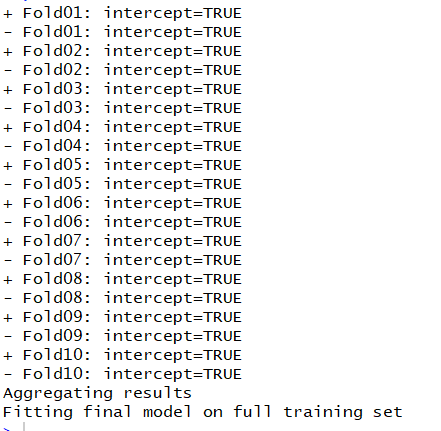 + Fold01: intercept=TRUE
- Fold01: intercept=TRUE
+ Fold02: intercept=TRUE
- Fold02: intercept=TRUE
+ Fold03: intercept=TRUE
- Fold03: intercept=TRUE
+ Fold04: intercept=TRUE
- Fold04: intercept=TRUE
+ Fold05: intercept=TRUE
- Fold05: intercept=TRUE
+ Fold06: intercept=TRUE
- Fold06: intercept=TRUE
+ Fold07: intercept=TRUE
- Fold07: intercept=TRUE
+ Fold08: intercept=TRUE
- Fold08: intercept=TRUE
+ Fold09: intercept=TRUE
- Fold09: intercept=TRUE
+ Fold10: intercept=TRUE
- Fold10: intercept=TRUE
Aggregating results
Fitting final model on full training set
>